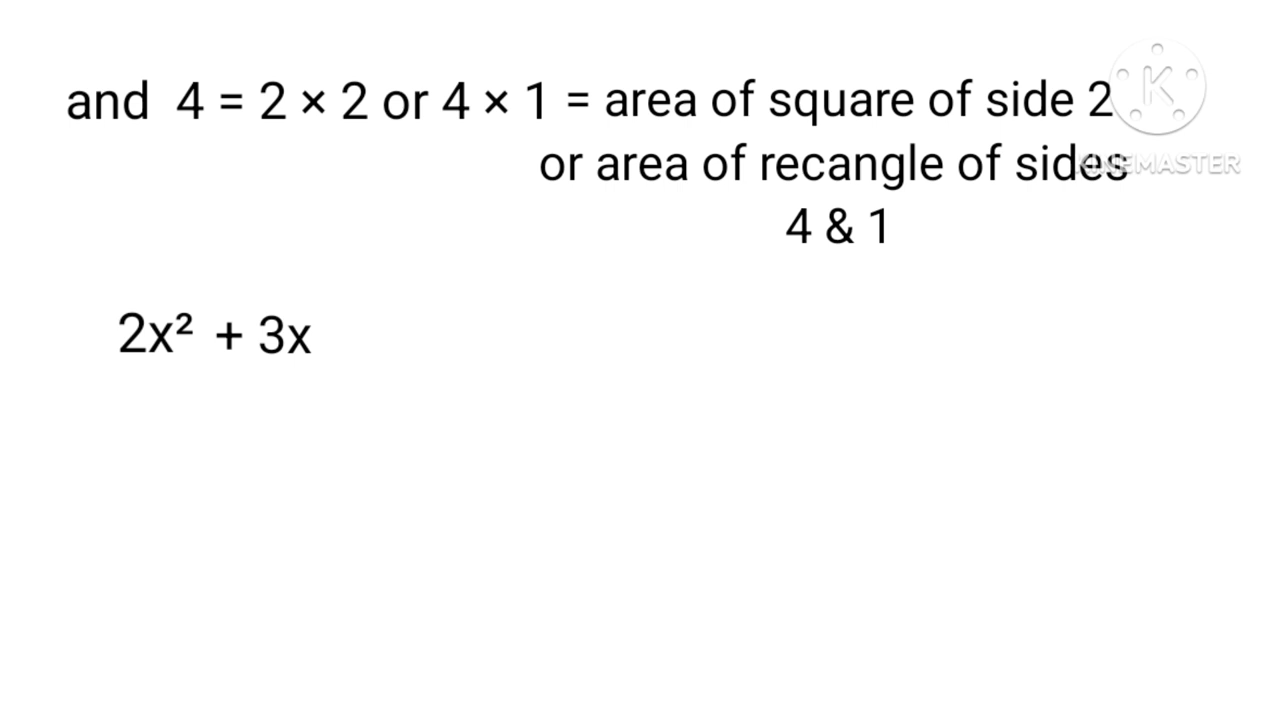 and 4 = 2 × 2 or 4 × 1 = area of square of side 2
or area of recangle of sides
4 & 1
2x² + 3x
K
KINEMASTER